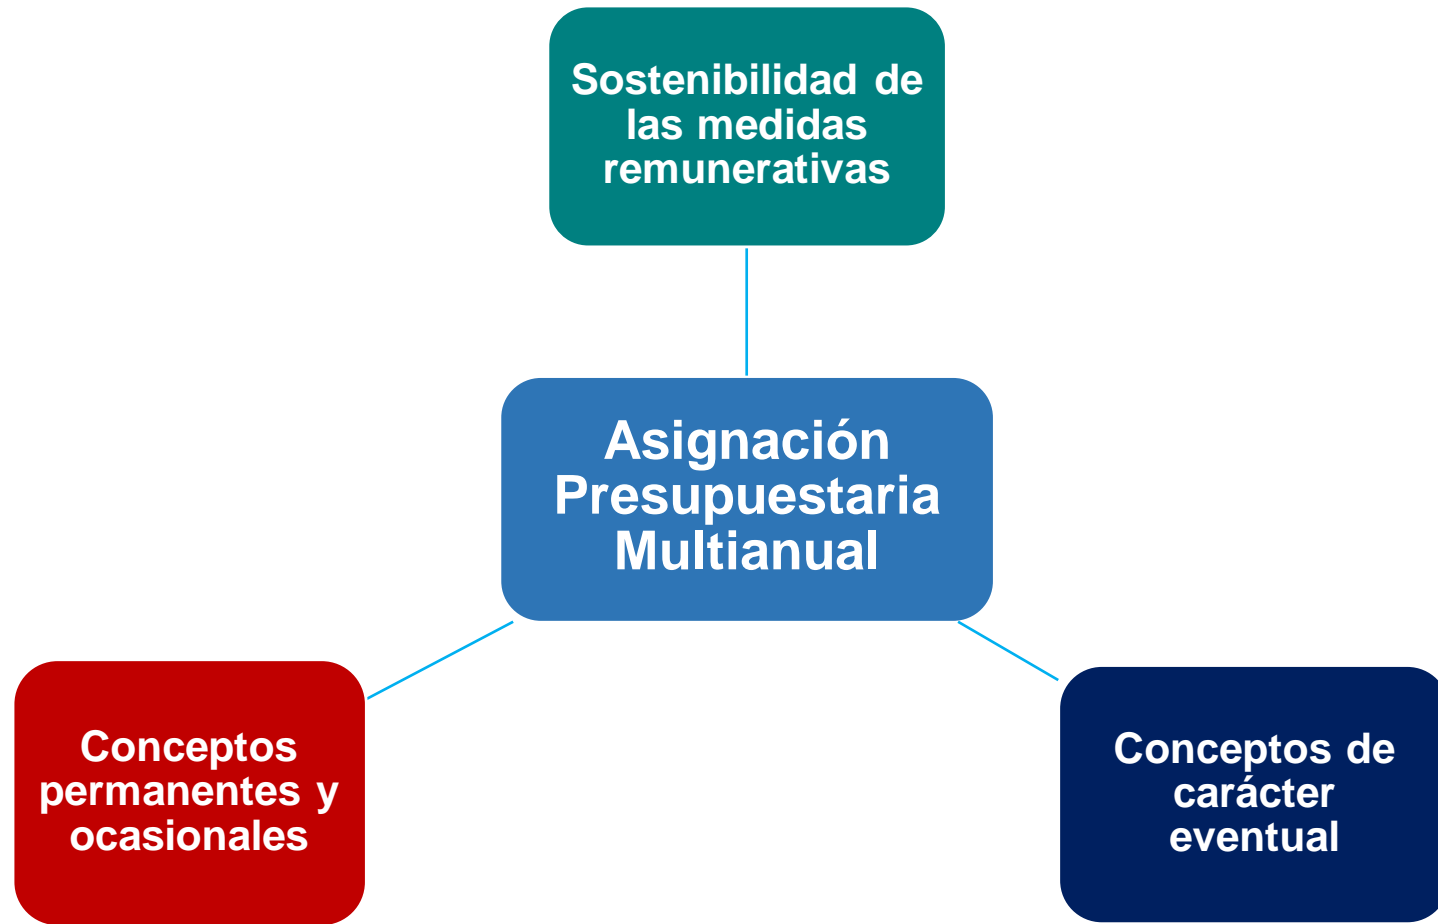 Sostenibilidad de
las medidas
remunerativas
Asignación
Presupuestaria
Multianual
Conceptos
permanentes y
ocasionales
Conceptos de
carácter
eventual